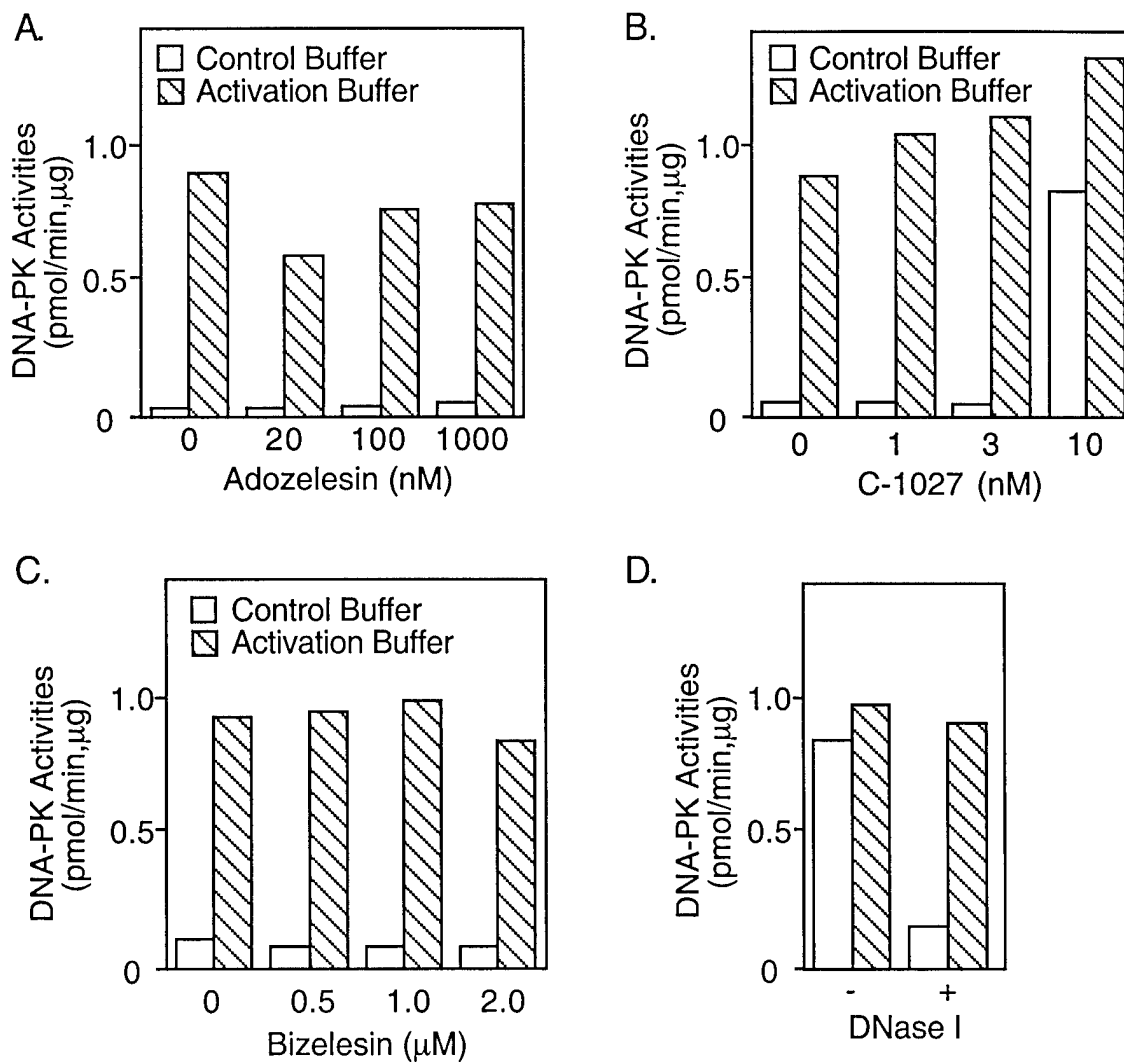 A.
Control Buffer
Activation Buffer
DNA-PK Activities
(pmol/min,μg)
1.0
0.5
0
0 20 100 1000
Adozelesin (nM)
B.
Control Buffer
Activation Buffer
DNA-PK Activities
(pmol/min,μg)
1.0
0.5
0
0 1 3 10
C-1027 (nM)
C.
Control Buffer
Activation Buffer
DNA-PK Activities
(pmol/min,μg)
1.0
0.5
0
0 0.5 1.0 2.0
Bizelesin (μM)
D.
DNA-PK Activities
(pmol/min,μg)
1.0
0.5
0
- +
DNase I